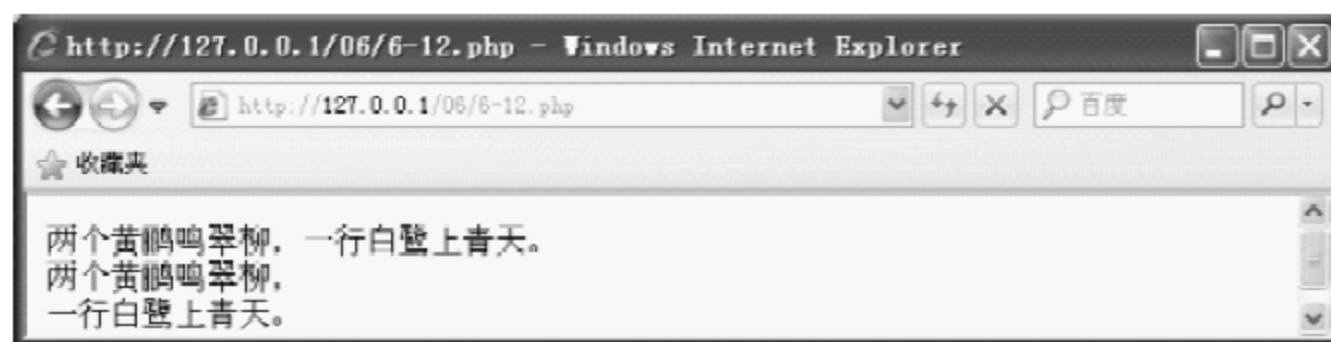 http://127.0.0.1/06/6-12.php - Windows Internet Explorer
http://127.0.0.1/06/6-12.php
百度
收藏夹
两个黄鹂鸣翠柳，一行白鹭上青天。
两个黄鹂鸣翠柳，
一行白鹭上青天。